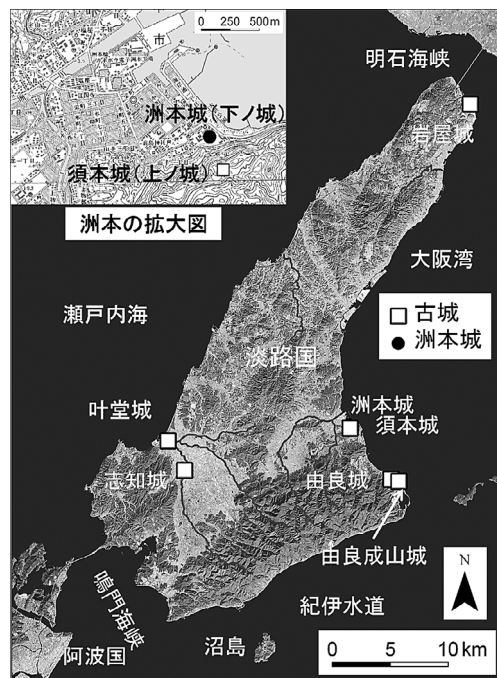 0 250 500m
市
洲本城(下ノ城)
須本城(上ノ城)
洲本の拡大図
明石海峡
岩屋城
大阪湾
瀬戸内海
古城
洲本城
淡路国
叶堂城
洲本城
須本城
志知城
由良城
由良成山城
鳴門海峡
紀伊水道
N
沼島
阿波国
0 5 10 km